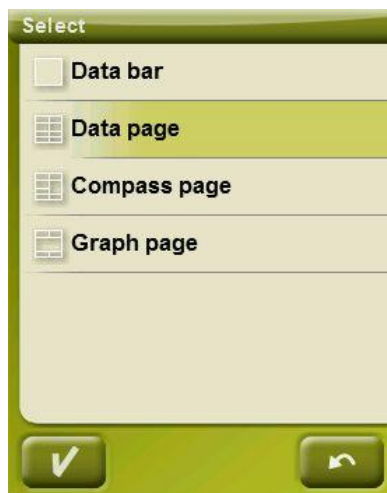 Select
Data bar
Data page
Compass page
Graph page